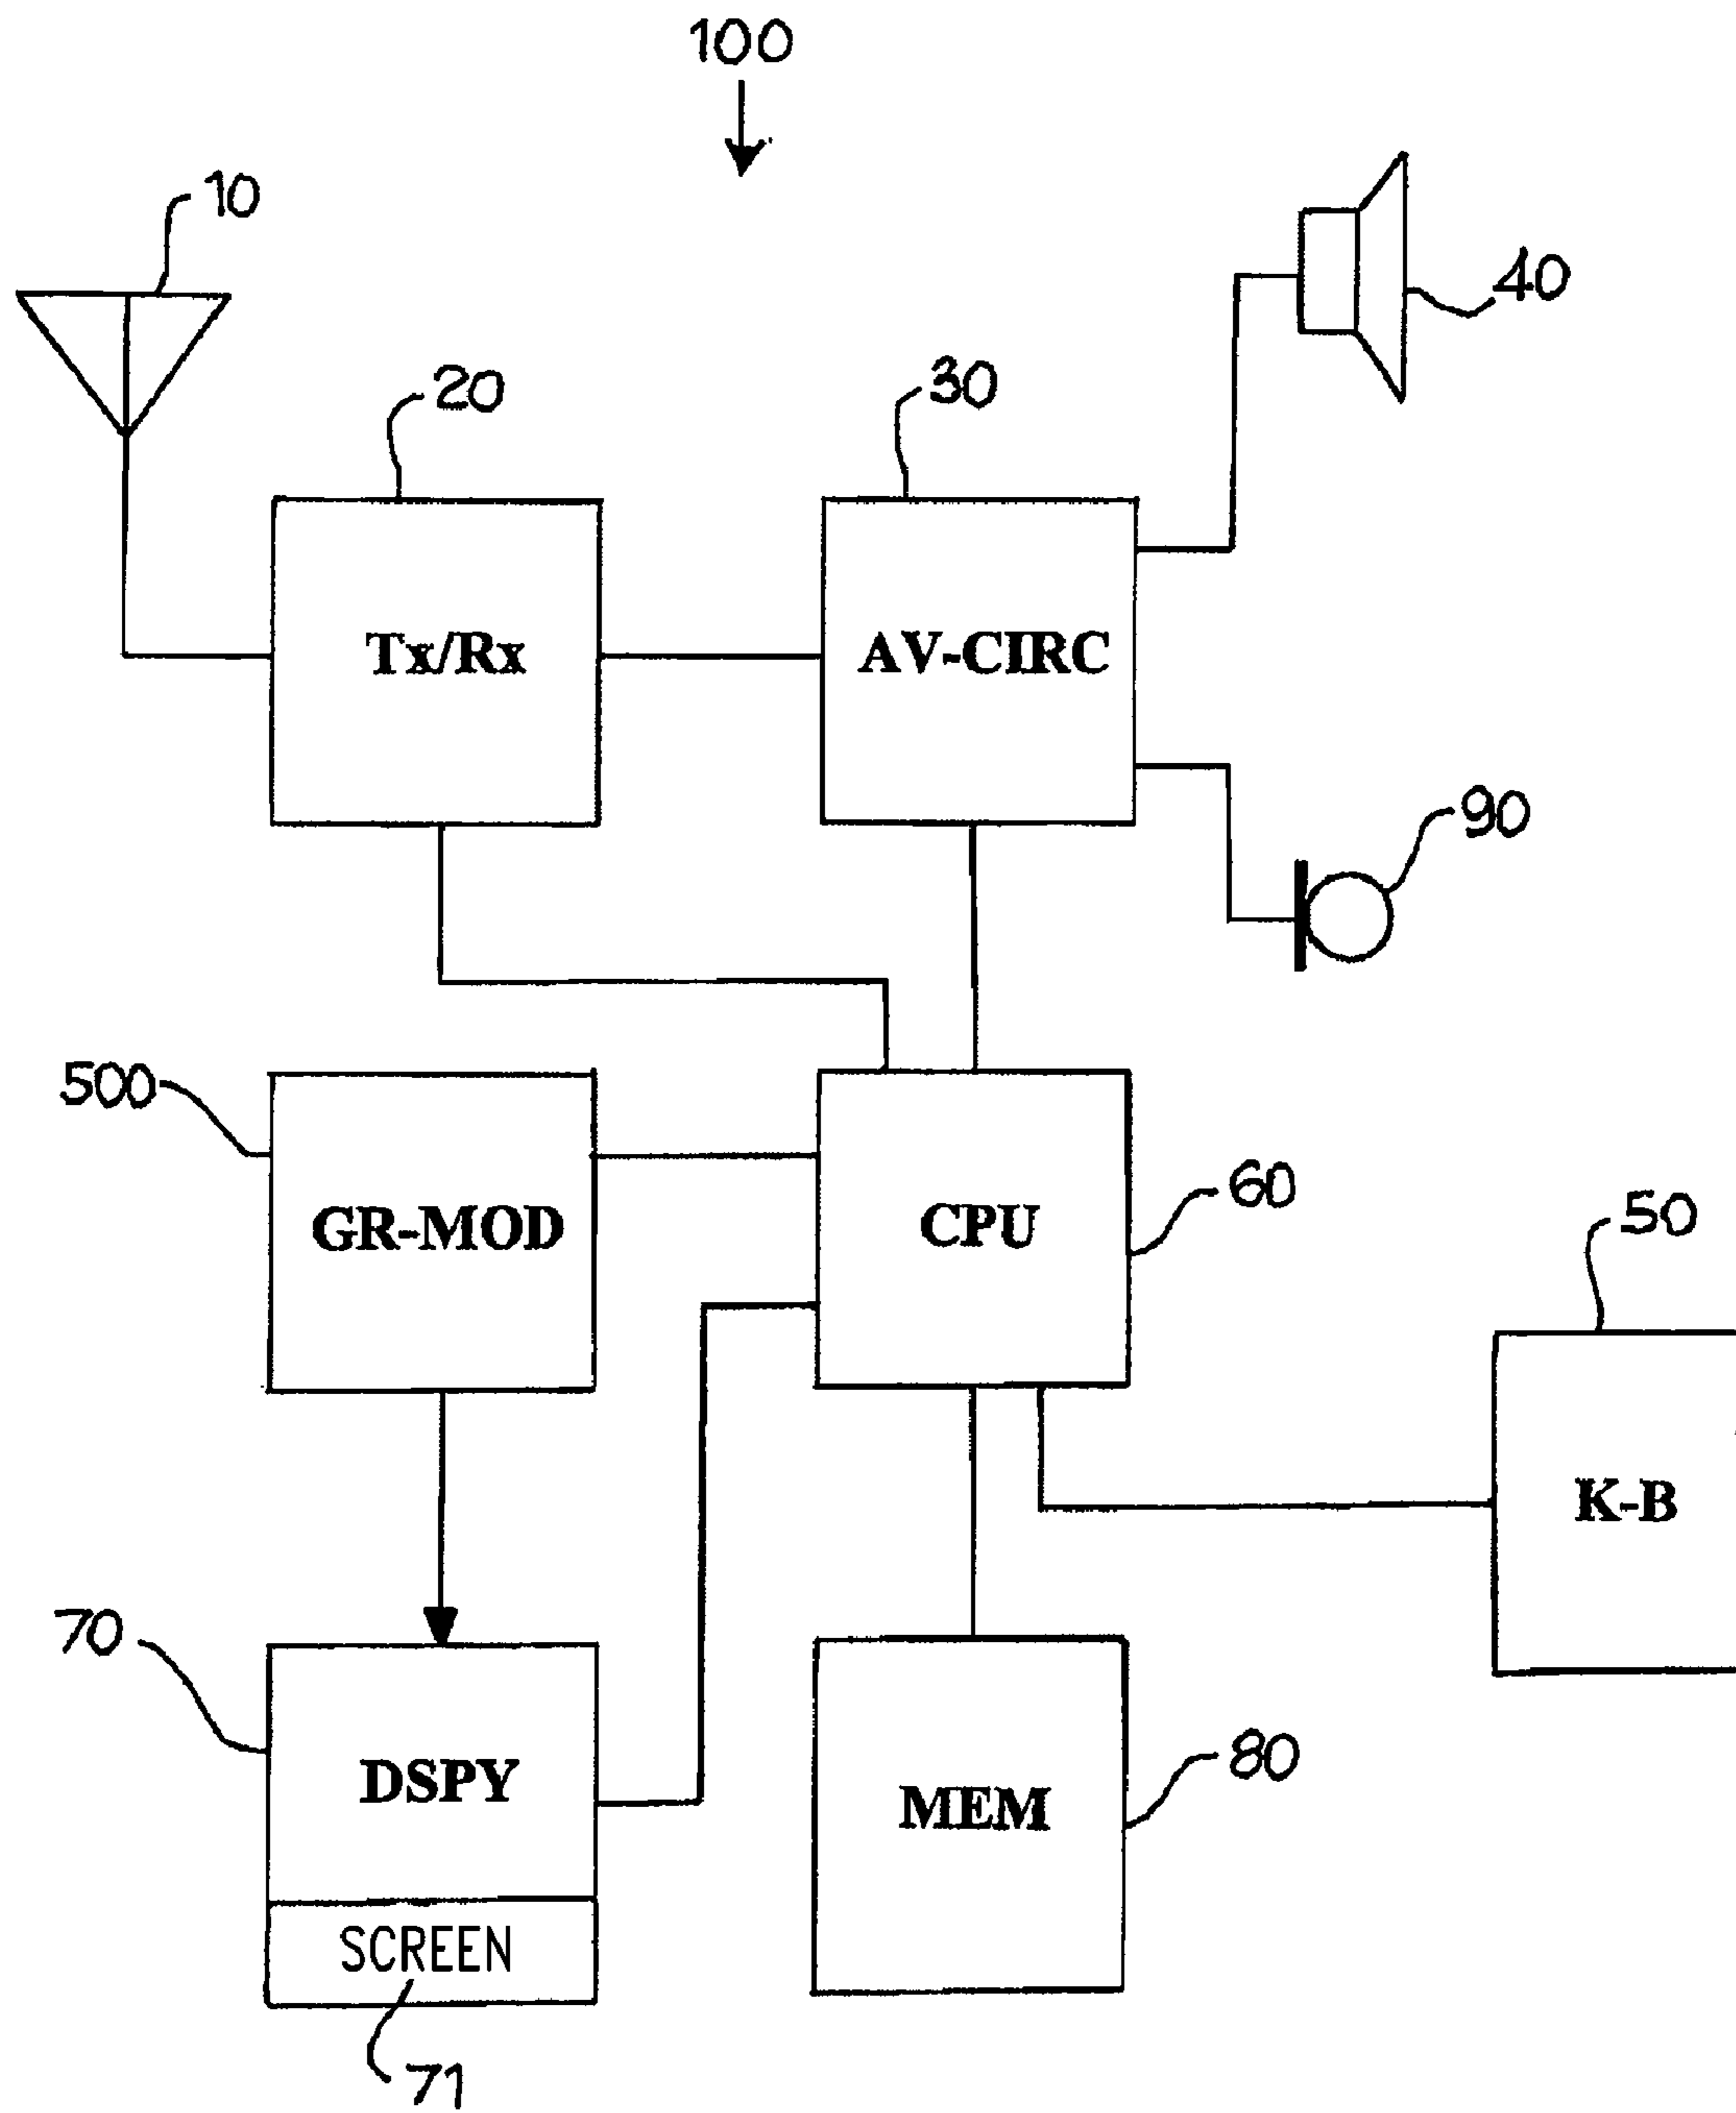 100
10
40
20
30
Tx/Rx
AV-CIRC
90
500
60
50
GR-MOD
CPU
K-B
70
80
DSPY
MEM
SCREEN
71